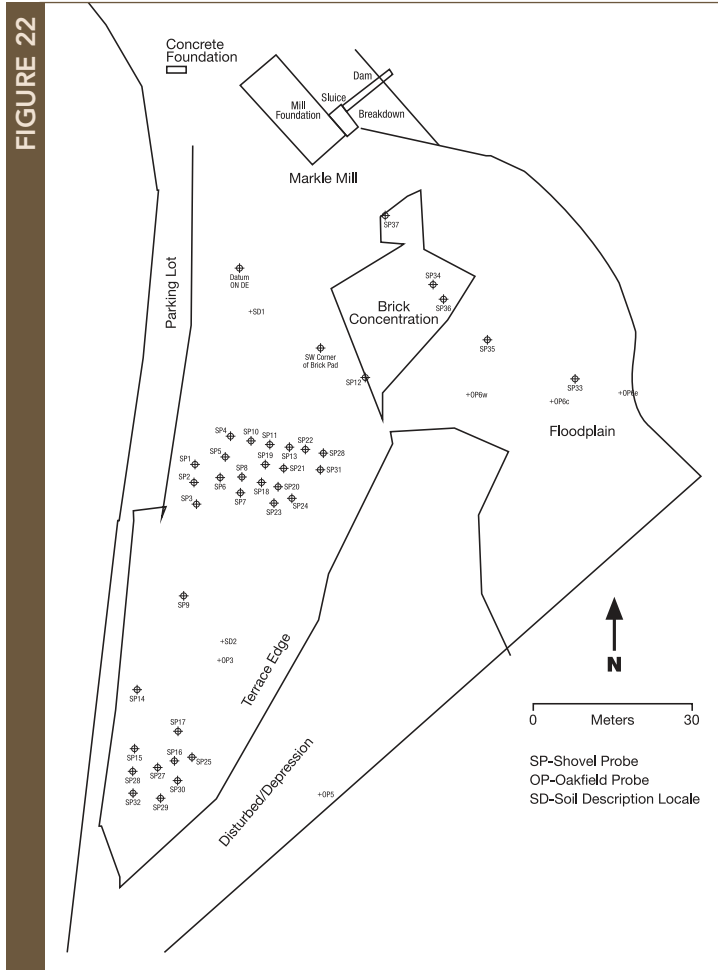 FIGURE 22
Concrete
Foundation
Dam
Sluice
Mill
Foundation
Breakdown
Markle Mill
SP37
Parking Lot
Datum
ON DE
SD1
SP34
SP36
Brick
Concentration
SP35
SW Corner
of Brick Pad
SP12
SP33
OP6w
OP6c
OP6e
Floodplain
SP4
SP10
SP11
SP22
SP28
SP1
SP5
SP19
SP13
SP8
SP21
SP31
SP2
SP6
SP18
SP20
SP3
SP7
SP23
SP24
SP9
SD2
OP3
Terrace Edge
N
SP14
0 Meters 30
SP17
SP15
SP16
SP25
SP28
SP27
SP30
SP32
SP29
Disturbed/Depression
OP5
SP-Shovel Probe
OP-Oakfield Probe
SD-Soil Description Locale